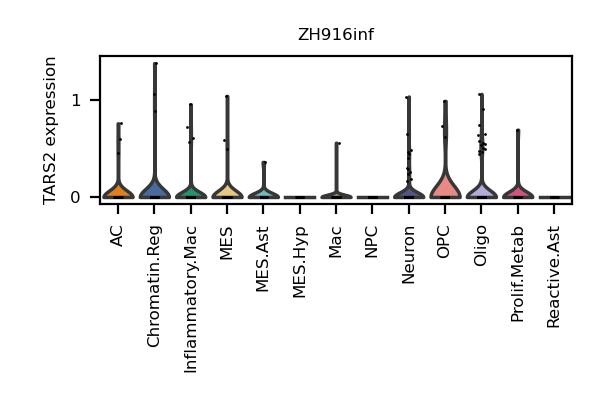 ZH916inf
TARS2 expression
1
0
AC
Chromatin.Reg
Inflammatory.Mac
MES
MES.Ast
MES.Hyp
Mac
NPC
Neuron
OPC
Oligo
Prolif.Metab
Reactive.Ast